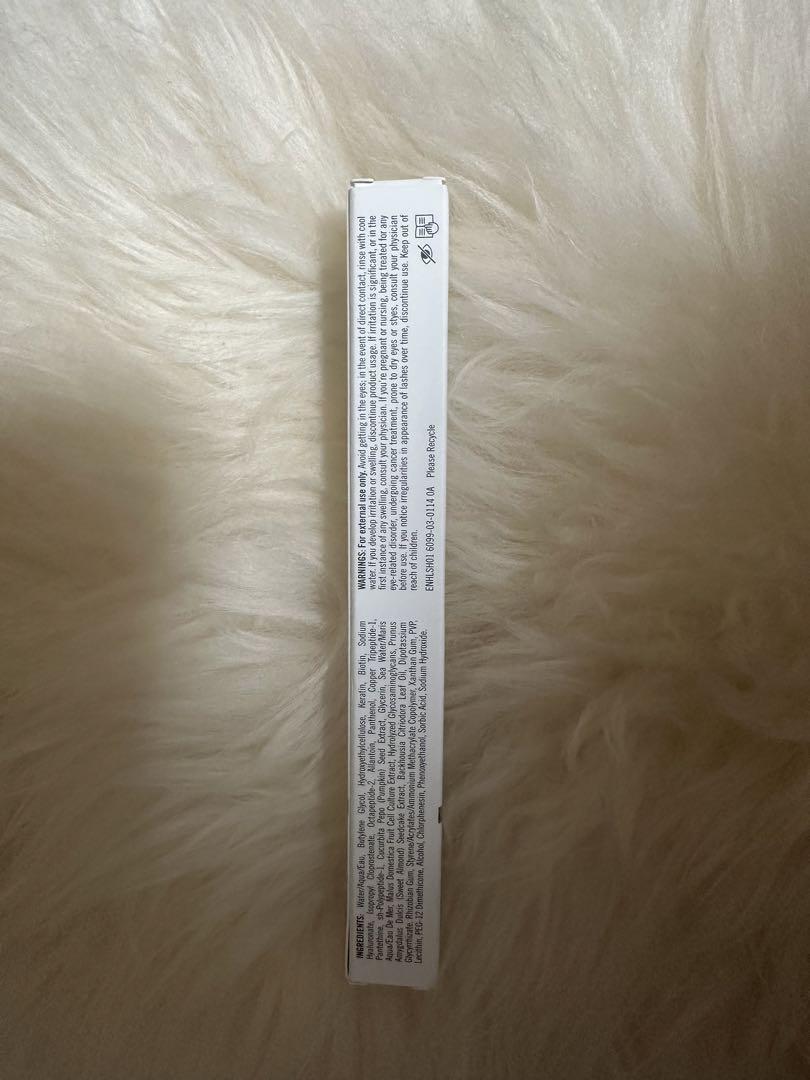 INGREDIENTS: Water/Aqua/Eau, Butylene Glycol, Hydroxyethylcellulose, Keratin, Biotin, Sodium
Hyaluronate, Isopropyl Cloprostenate, Octapeptide-2, Allantoin, Panthenol, Copper Tripeptide-1,
Pantethine, sh-Polypeptide-1, Cucurbita Pepo (Pumpkin) Seed Extract, Glycerin, Sea Water/Maris
Aqua/Eau De Mer, Malus Domestica Fruit Cell Culture Extract, Hydrolyzed Glycosaminoglycans, Prunus
Amygdalus Dulcis (Sweet Almond) Seedcake Extract, Backhousia Citriodora Leaf Oil, Dipotassium
Glycyrrhizate, Rhizobian Gum, Styrene/Acrylates/Ammonium Methacrylate Copolymer, Xanthan Gum, PVP,
Lecithin, PEG-12 Dimethicone, Alcohol, Chlorphenesin, Phenoxyethanol, Sorbic Acid, Sodium Hydroxide.
WARNINGS: For external use only. Avoid getting in the eyes; in the event of direct contact, rinse with cool
water. If you develop irritation or swelling, discontinue product usage. If irritation is significant, or in the
first instance of any swelling, consult your physician. If you're pregnant or nursing, being treated for any
eye-related disorder, undergoing cancer treatment, prone to dry eyes or styes, consult your physician
before use. If you notice irregularities in appearance of lashes over time, discontinue use. Keep out of
reach of children.
ENHLSH01 6099-03-0114 0A Please Recycle